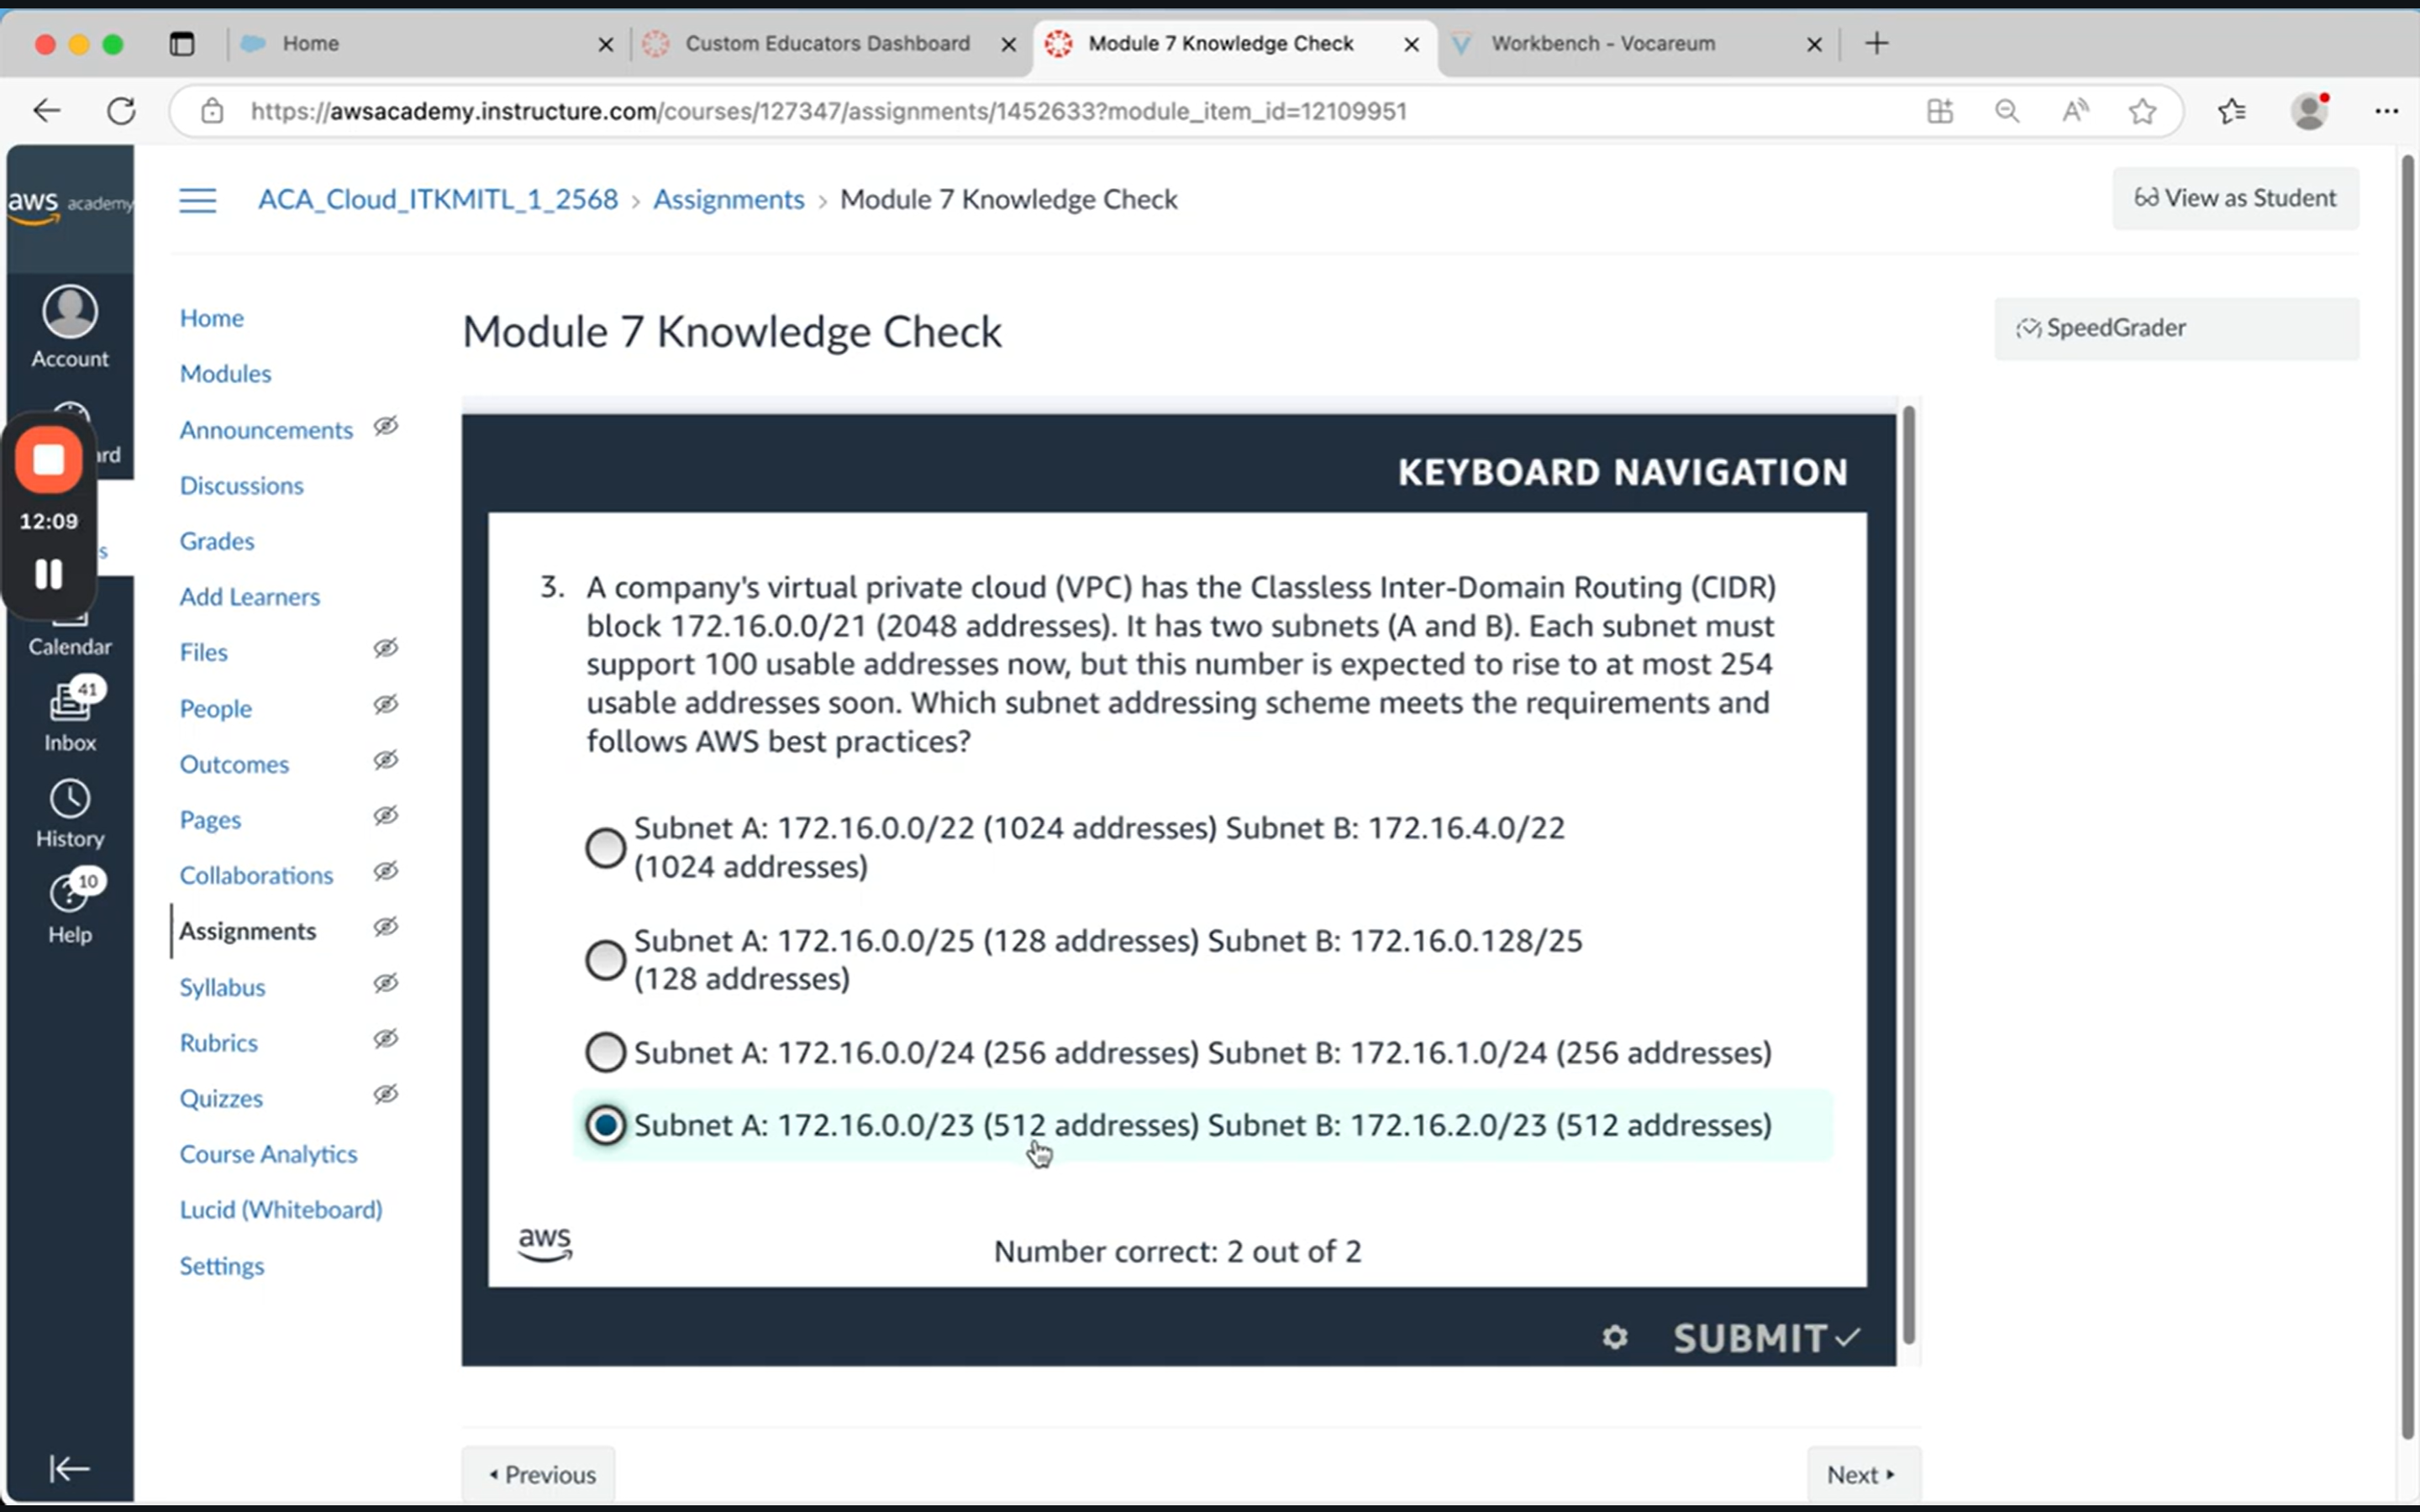 Home
Custom Educators Dashboard
Module 7 Knowledge Check
Workbench - Vocareum
https://awsacademy.instructure.com/courses/127347/assignments/1452633?module_item_id=12109951
aws academy
ACA_Cloud_ITKMITL_1_2568 › Assignments › Module 7 Knowledge Check
View as Student
Account
rd
12:09
s
Calendar
41
Inbox
History
10
Help
Home
Modules
Announcements
Discussions
Grades
Add Learners
Files
People
Outcomes
Pages
Collaborations
Assignments
Syllabus
Rubrics
Quizzes
Course Analytics
Lucid (Whiteboard)
Settings
Module 7 Knowledge Check
SpeedGrader
KEYBOARD NAVIGATION
3. A company's virtual private cloud (VPC) has the Classless Inter-Domain Routing (CIDR)
block 172.16.0.0/21 (2048 addresses). It has two subnets (A and B). Each subnet must
support 100 usable addresses now, but this number is expected to rise to at most 254
usable addresses soon. Which subnet addressing scheme meets the requirements and
follows AWS best practices?
Subnet A: 172.16.0.0/22 (1024 addresses) Subnet B: 172.16.4.0/22
(1024 addresses)
Subnet A: 172.16.0.0/25 (128 addresses) Subnet B: 172.16.0.128/25
(128 addresses)
Subnet A: 172.16.0.0/24 (256 addresses) Subnet B: 172.16.1.0/24 (256 addresses)
Subnet A: 172.16.0.0/23 (512 addresses) Subnet B: 172.16.2.0/23 (512 addresses)
aws
Number correct: 2 out of 2
SUBMIT
Previous
Next